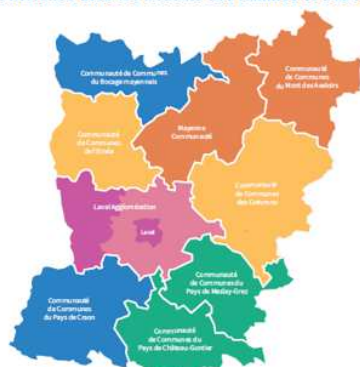 Communauté de Communes
du Bocage mayennais
Communauté
de Communes
du Mont des Avaloirs
Communauté
de Communes
de l'Ernée
Mayenne
Communauté
Communauté
de Communes
des Coëvrons
Laval Agglomération
Laval
Communauté
de Communes du
Pays de Meslay-Grez
Communauté
de Communes
du Pays de Craon
Communauté
de Communes du
Pays de Château-Gontier